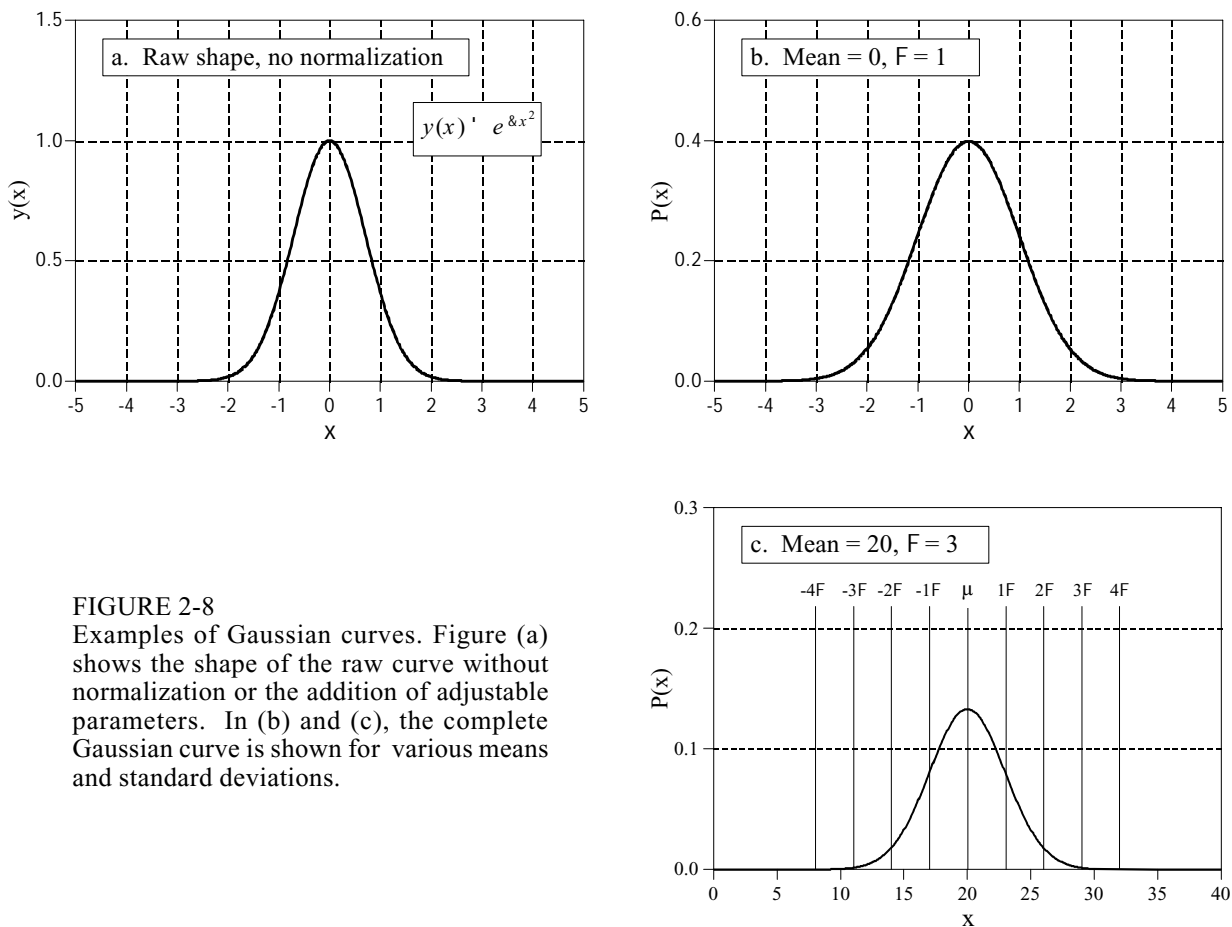 1.5
1.0
0.5
0.0
y(x)
a. Raw shape, no normalization
y(x) ' e &x2
-5 -4 -3 -2 -1 0 1 2 3 4 5
X
0.6
0.4
0.2
0.0
P(x)
b. Mean = 0, F = 1
-5 -4 -3 -2 -1 0 1 2 3 4 5
X
0.3
0.2
0.1
0.0
P(x)
c. Mean = 20, F = 3
-4F -3F -2F -1F μ 1F 2F 3F 4F
0 5 10 15 20 25 30 35 40
x
FIGURE 2-8
Examples of Gaussian curves. Figure (a)
shows the shape of the raw curve without
normalization or the addition of adjustable
parameters. In (b) and (c), the complete
Gaussian curve is shown for various means
and standard deviations.